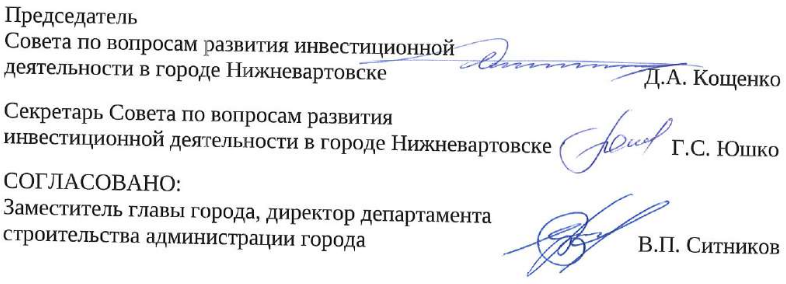 Председатель
Совета по вопросам развития инвестиционной
деятельности в городе Нижневартовске Д.А. Кощенко
Секретарь Совета по вопросам развития
инвестиционной деятельности в городе Нижневартовске Г.С. Юшко
СОГЛАСОВАНО:
Заместитель главы города, директор департамента
строительства администрации города В.П. Ситников